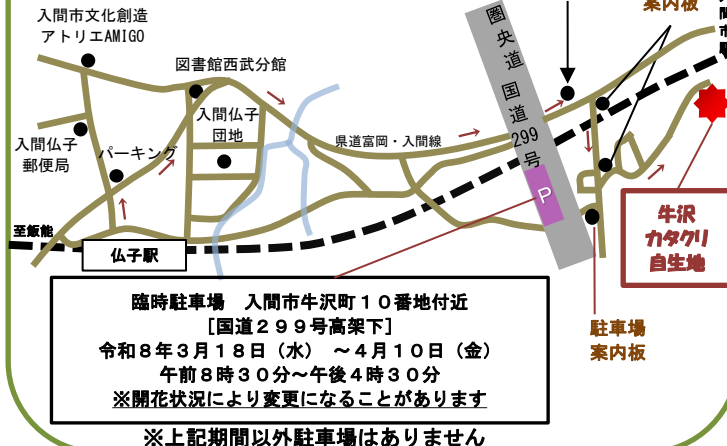 入間市文化創造
アトリエAMIGO
図書館西武分館
入間仏子
団地
入間仏子
郵便局
パーキング
至飯能
仏子駅
県道富岡・入間線
圏央道
国道299号
案内板
間市
P
牛沢
カタクリ
自生地
駐車場
案内板
臨時駐車場 入間市牛沢町10番地付近
[国道299号高架下]
令和8年3月18日(水) ~4月10日(金)
午前8時30分~午後4時30分
※開花状況により変更になることがあります
※上記期間以外駐車場はありません